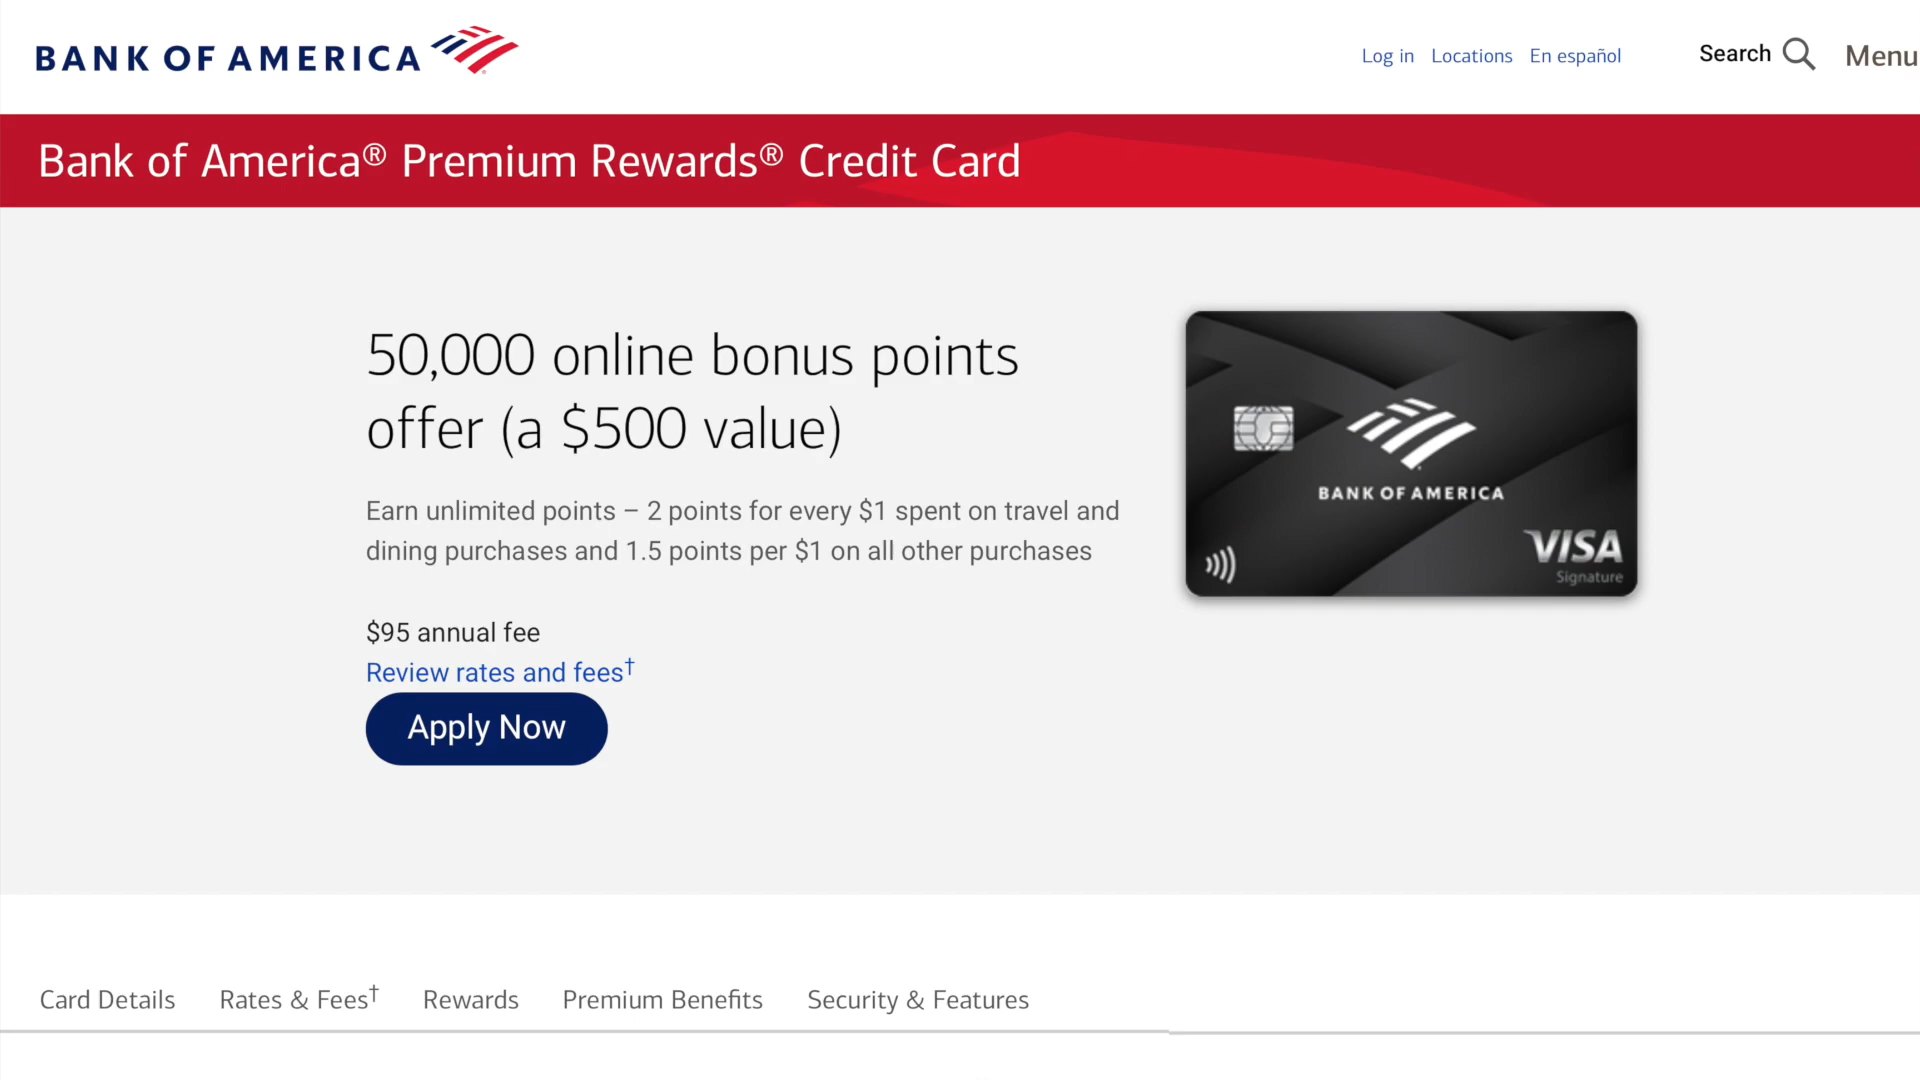 BANK OF AMERICA
Log in Locations En español Search Menu
Bank of America® Premium Rewards® Credit Card
50,000 online bonus points
offer (a $500 value)
Earn unlimited points – 2 points for every $1 spent on travel and
dining purchases and 1.5 points per $1 on all other purchases
$95 annual fee
Review rates and fees†
Apply Now
BANK OF AMERICA
VISA
Signature
Card Details Rates & Fees† Rewards Premium Benefits Security & Features